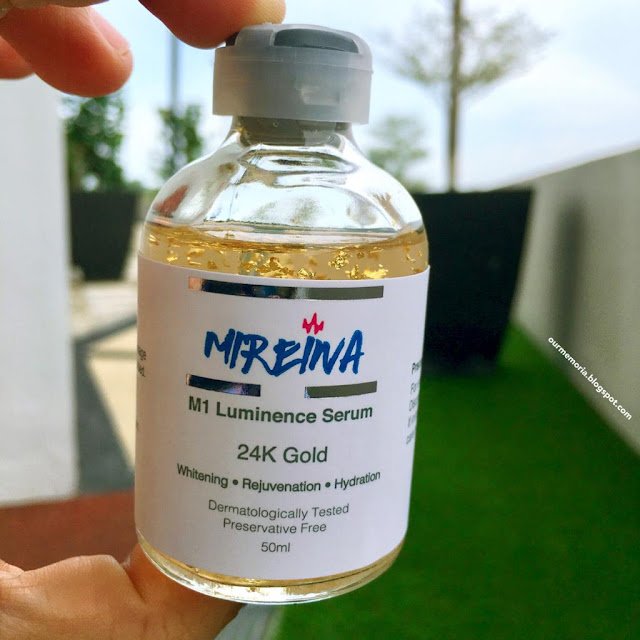 MIREINA
M1 Luminence Serum
24K Gold
Whitening • Rejuvenation • Hydration
Dermatologically Tested
Preservative Free
50ml
ourmemoria.blogspot.com